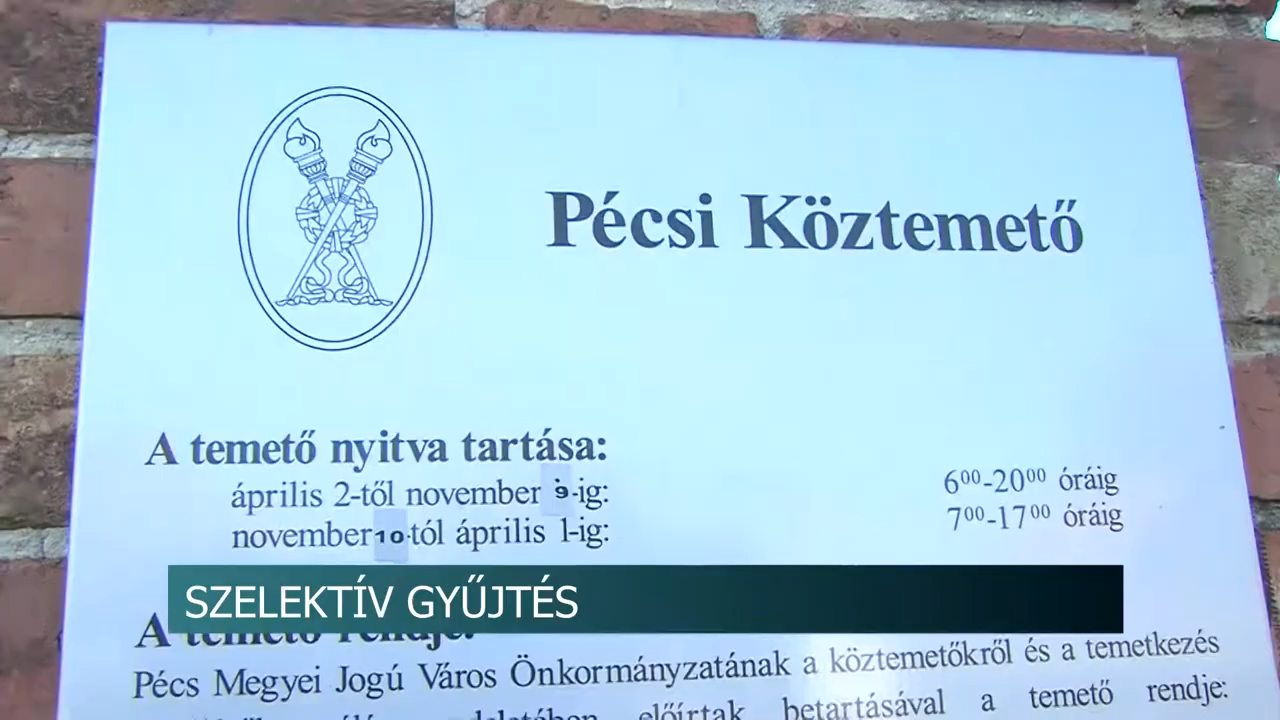 Pécsi Köztemető
A temető nyitva tartása:
április 2-től november 9-ig: 6⁰⁰-20⁰⁰ óráig
november 10-től április 1-ig: 7⁰⁰-17⁰⁰ óráig
SZELEKTÍV GYŰJTÉS
A temető rendje:
Pécs Megyei Jogú Város Önkormányzatának a köztemetőkről és a temetkezés
előírtak betartásával a temető rendje: